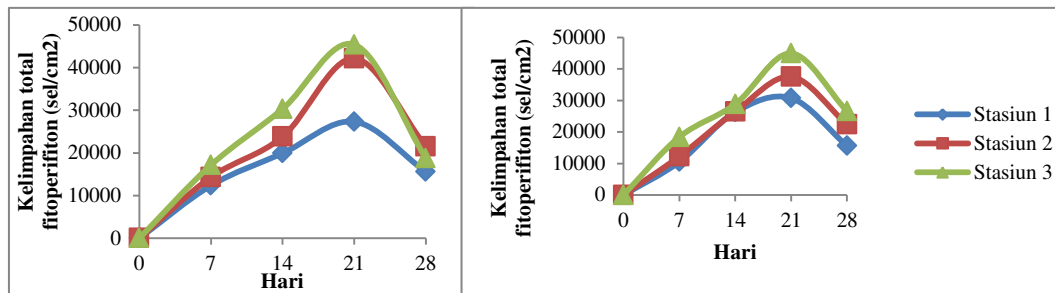 Kelimpahan total
fitoperifiton (sel/cm2)
50000
40000
30000
20000
10000
0
0 7 14 21 28
Hari
Kelimpahan total
fitoperifiton (sel/cm2)
50000
40000
30000
20000
10000
0
0 7 14 21 28
Hari
Stasiun 1
Stasiun 2
Stasiun 3